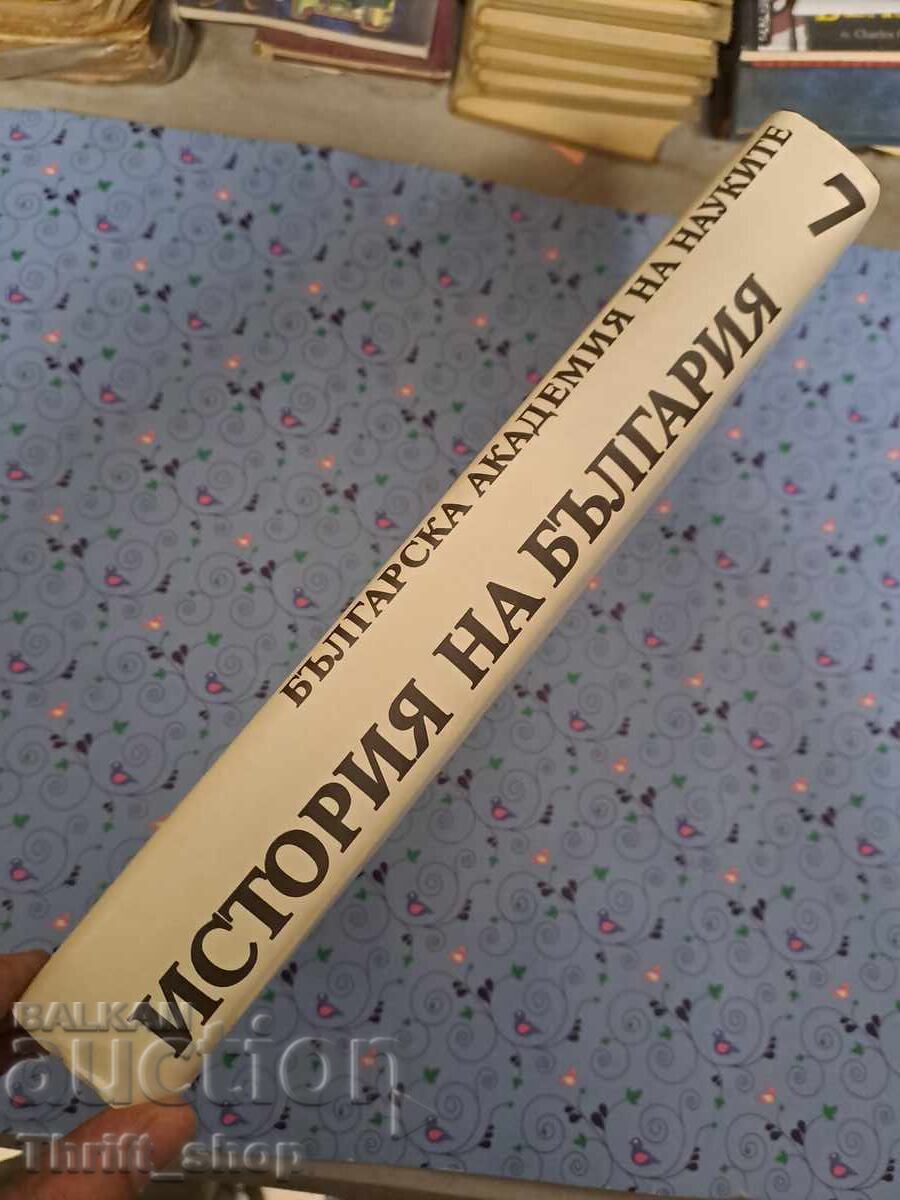 БЪЛГАРСКА АКАДЕМИЯ НА НАУКИТЕ
ИСТОРИЯ НА БЪЛГАРИЯ
7
BALKAN
auction
Thrift_shop